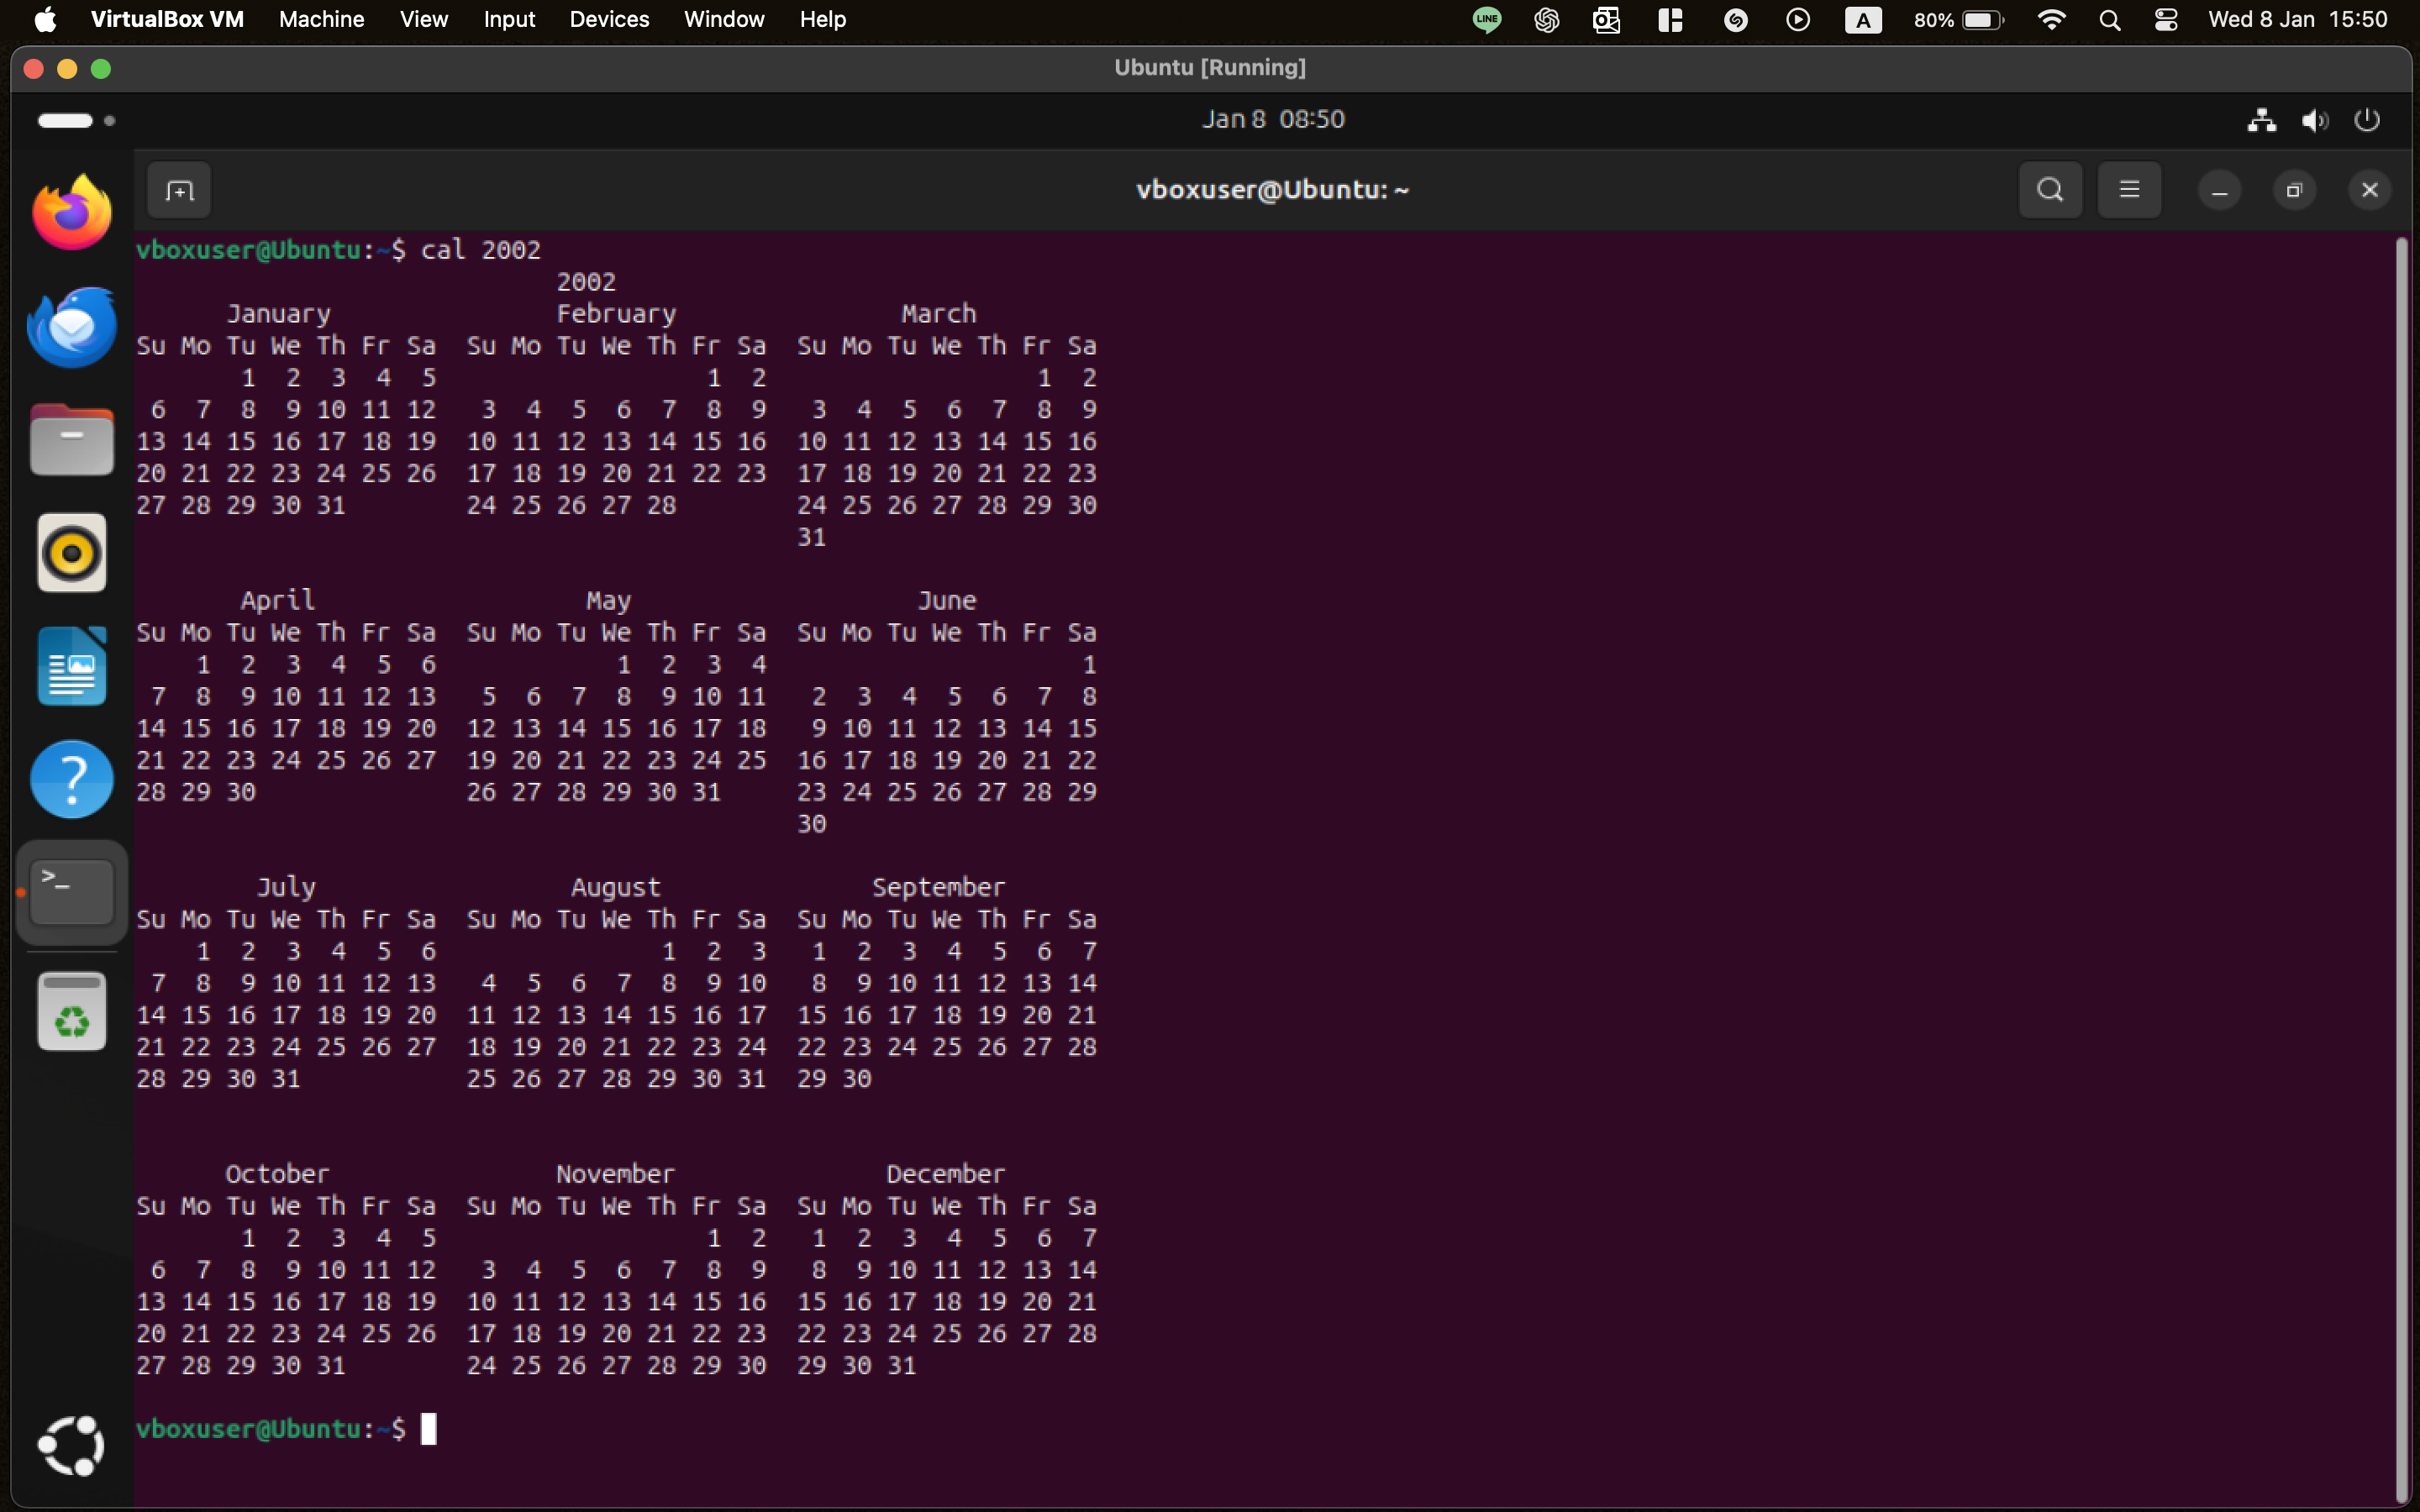 VirtualBox VM Machine View Input Devices Window Help LINE A 80% Wed 8 Jan 15:50
Ubuntu [Running]
Jan 8 08:50
vboxuser@Ubuntu: ~
vboxuser@Ubuntu:~$ cal 2002
                            2002
      January               February               March
Su Mo Tu We Th Fr Sa  Su Mo Tu We Th Fr Sa  Su Mo Tu We Th Fr Sa
       1  2  3  4  5                  1  2                  1  2
 6  7  8  9 10 11 12   3  4  5  6  7  8  9   3  4  5  6  7  8  9
13 14 15 16 17 18 19  10 11 12 13 14 15 16  10 11 12 13 14 15 16
20 21 22 23 24 25 26  17 18 19 20 21 22 23  17 18 19 20 21 22 23
27 28 29 30 31        24 25 26 27 28        24 25 26 27 28 29 30
                                            31
       April                  May                   June
Su Mo Tu We Th Fr Sa  Su Mo Tu We Th Fr Sa  Su Mo Tu We Th Fr Sa
    1  2  3  4  5  6            1  2  3  4                     1
 7  8  9 10 11 12 13   5  6  7  8  9 10 11   2  3  4  5  6  7  8
14 15 16 17 18 19 20  12 13 14 15 16 17 18   9 10 11 12 13 14 15
21 22 23 24 25 26 27  19 20 21 22 23 24 25  16 17 18 19 20 21 22
28 29 30              26 27 28 29 30 31     23 24 25 26 27 28 29
                                            30
        July                 August              September
Su Mo Tu We Th Fr Sa  Su Mo Tu We Th Fr Sa  Su Mo Tu We Th Fr Sa
    1  2  3  4  5  6               1  2  3   1  2  3  4  5  6  7
 7  8  9 10 11 12 13   4  5  6  7  8  9 10   8  9 10 11 12 13 14
14 15 16 17 18 19 20  11 12 13 14 15 16 17  15 16 17 18 19 20 21
21 22 23 24 25 26 27  18 19 20 21 22 23 24  22 23 24 25 26 27 28
28 29 30 31           25 26 27 28 29 30 31  29 30
      October               November              December
Su Mo Tu We Th Fr Sa  Su Mo Tu We Th Fr Sa  Su Mo Tu We Th Fr Sa
       1  2  3  4  5                  1  2   1  2  3  4  5  6  7
 6  7  8  9 10 11 12   3  4  5  6  7  8  9   8  9 10 11 12 13 14
13 14 15 16 17 18 19  10 11 12 13 14 15 16  15 16 17 18 19 20 21
20 21 22 23 24 25 26  17 18 19 20 21 22 23  22 23 24 25 26 27 28
27 28 29 30 31        24 25 26 27 28 29 30  29 30 31
vboxuser@Ubuntu:~$